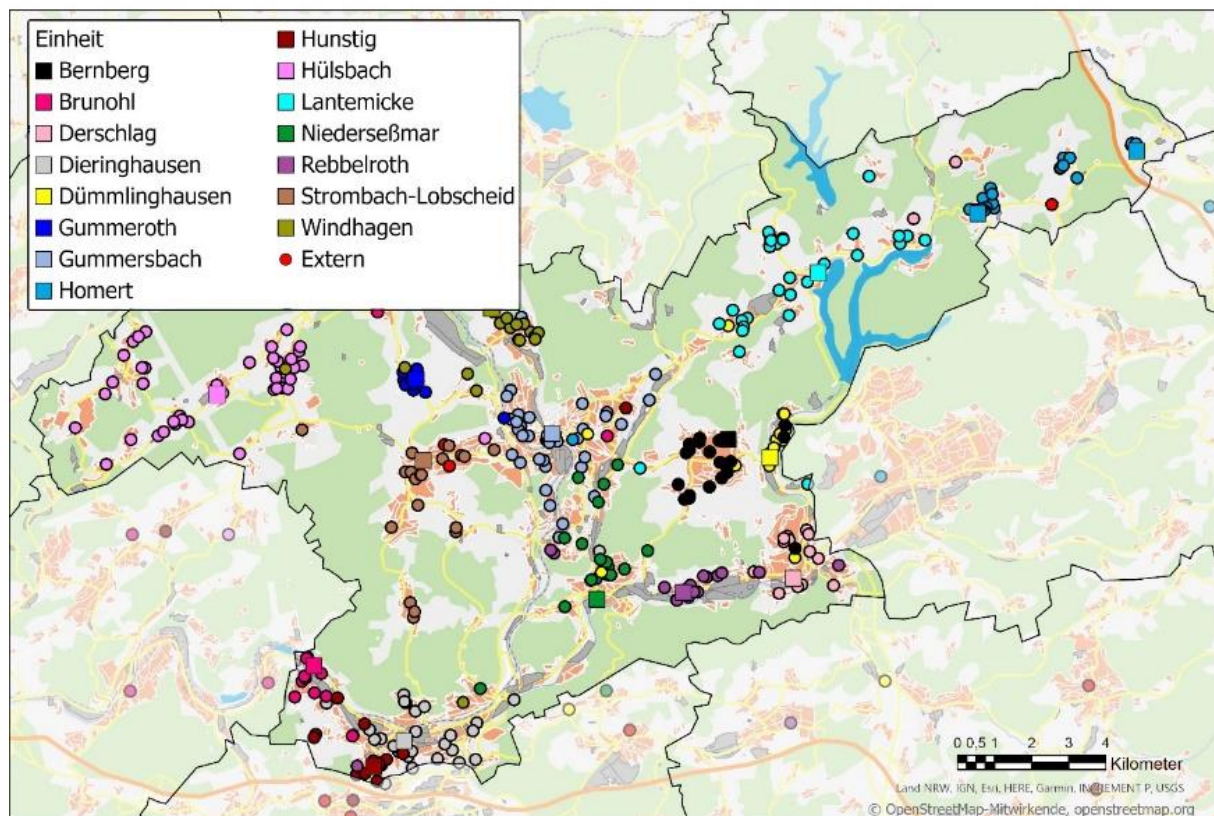 Einheit
Bernberg
Brunohl
Derschlag
Dieringhausen
Dümmlinghausen
Gummeroth
Gummersbach
Homert
Hunstig
Hülsbach
Lantemicke
Niederseßmar
Rebbelroth
Strombach-Lobscheid
Windhagen
Extern
0 0,5 1 2 3 4
Kilometer
Land NRW, IGN, Esri, HERE, Garmin, INCREMENT P, USGS
© OpenStreetMap-Mitwirkende, openstreetmap.org